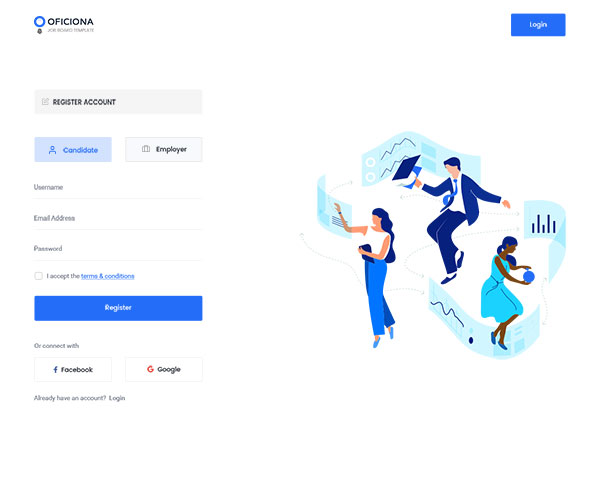 OFICIONA
JOB BOARD TEMPLATE
Login
REGISTER ACCOUNT
Candidate
Employer
Username
Email Address
Password
I accept the terms & conditions
Register
Or connect with
Facebook
Google
Already have an account? Login